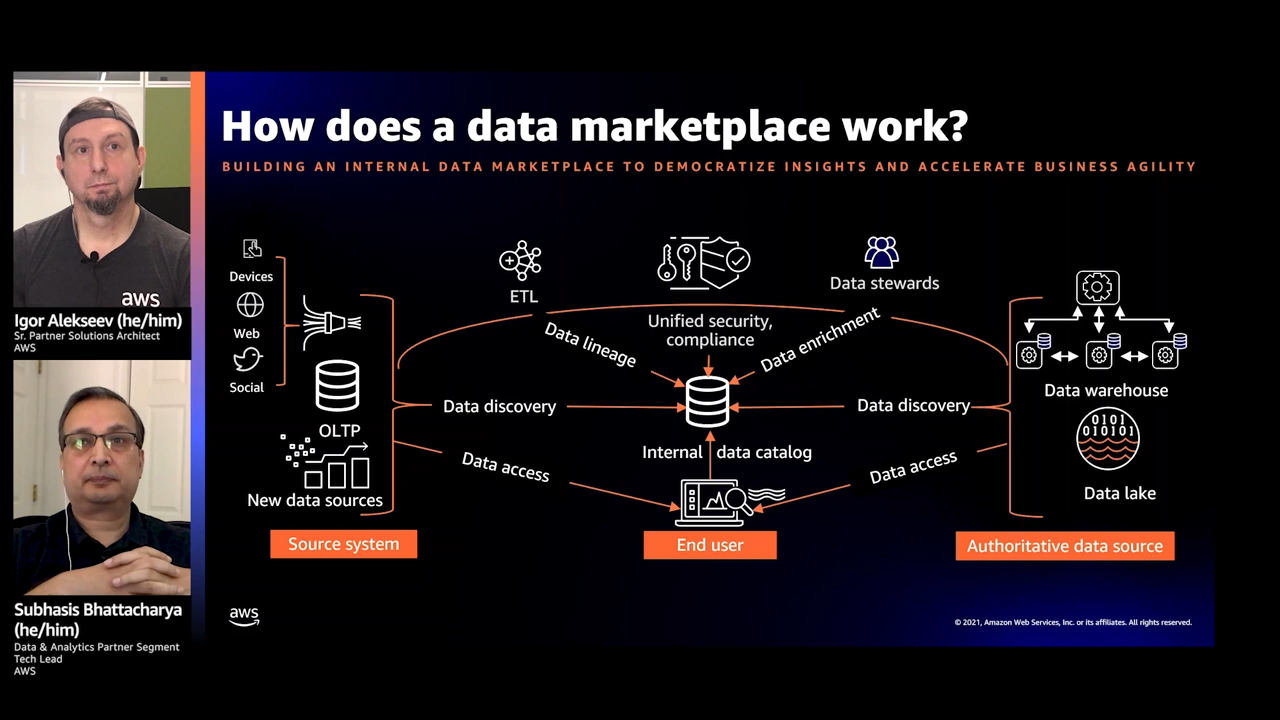 How does a data marketplace work?
BUILDING AN INTERNAL DATA MARKETPLACE TO DEMOCRATIZE INSIGHTS AND ACCELERATE BUSINESS AGILITY
aws
Igor Alekseev (he/him)
Sr. Partner Solutions Architect
AWS
Subhasis Bhattacharya
(he/him)
Data & Analytics Partner Segment
Tech Lead
AWS
Devices
Web
Social
OLTP
New data sources
Source system
ETL
Unified security,
compliance
Data stewards
Data lineage
Data enrichment
Data discovery
Data discovery
Internal data catalog
Data access
Data access
End user
Data warehouse
0101
010101
Data lake
Authoritative data source
aws
© 2021, Amazon Web Services, Inc. or its affiliates. All rights reserved.